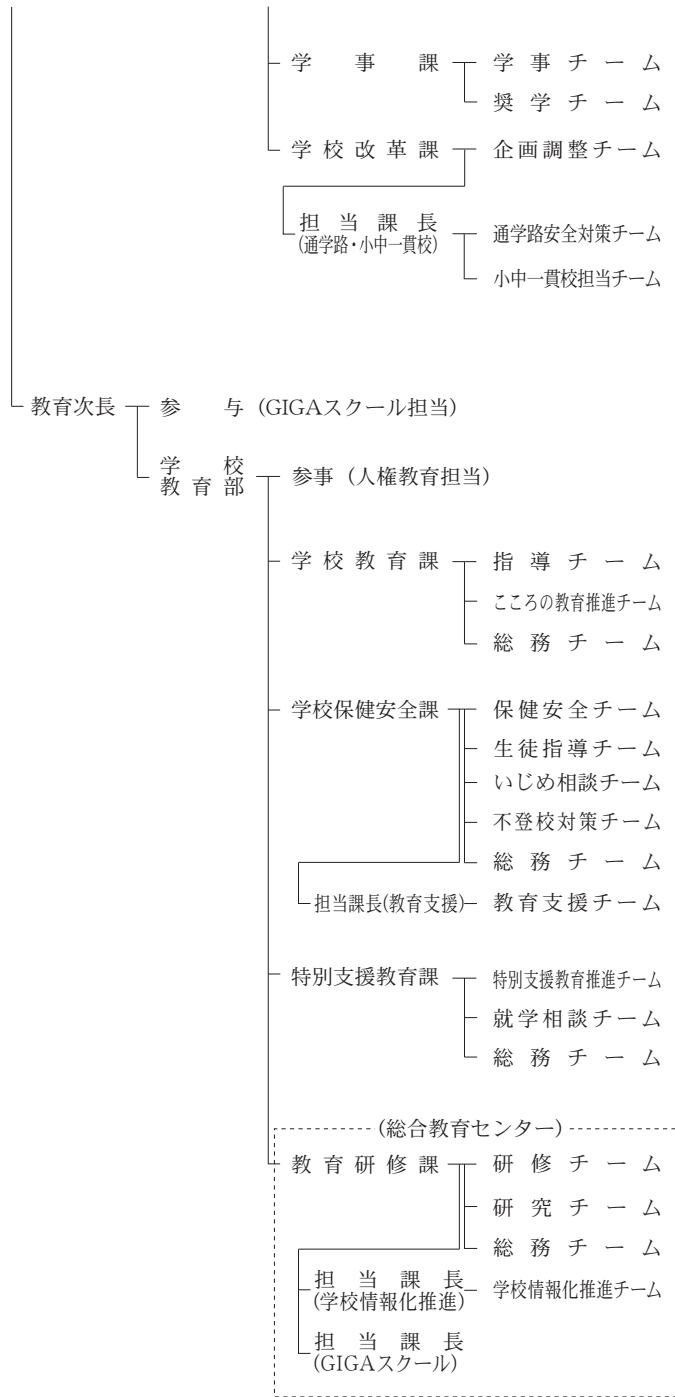 学事課 学事チーム
奨学チーム
学校改革課 企画調整チーム
担当課長
(通学路・小中一貫校) 通学路安全対策チーム
小中一貫校担当チーム
教育次長 参与 (GIGAスクール担当)
学校
教育部 参事 (人権教育担当)
学校教育課 指導チーム
こころの教育推進チーム
総務チーム
学校保健安全課 保健安全チーム
生徒指導チーム
いじめ相談チーム
不登校対策チーム
総務チーム
担当課長(教育支援) 教育支援チーム
特別支援教育課 特別支援教育推進チーム
就学相談チーム
総務チーム
(総合教育センター)
教育研修課 研修チーム
研究チーム
総務チーム
担当課長
(学校情報化推進) 学校情報化推進チーム
担当課長
(GIGAスクール)